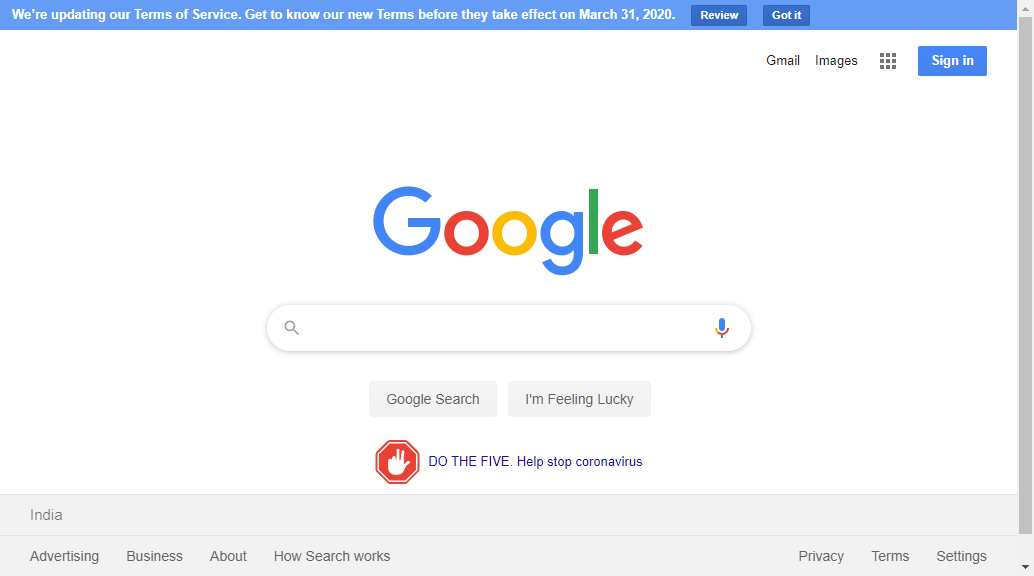 We're updating our Terms of Service. Get to know our new Terms before they take effect on March 31, 2020. Review Got it
Gmail Images Sign in
Google
Google Search I'm Feeling Lucky
DO THE FIVE. Help stop coronavirus
India
Advertising Business About How Search works Privacy Terms Settings